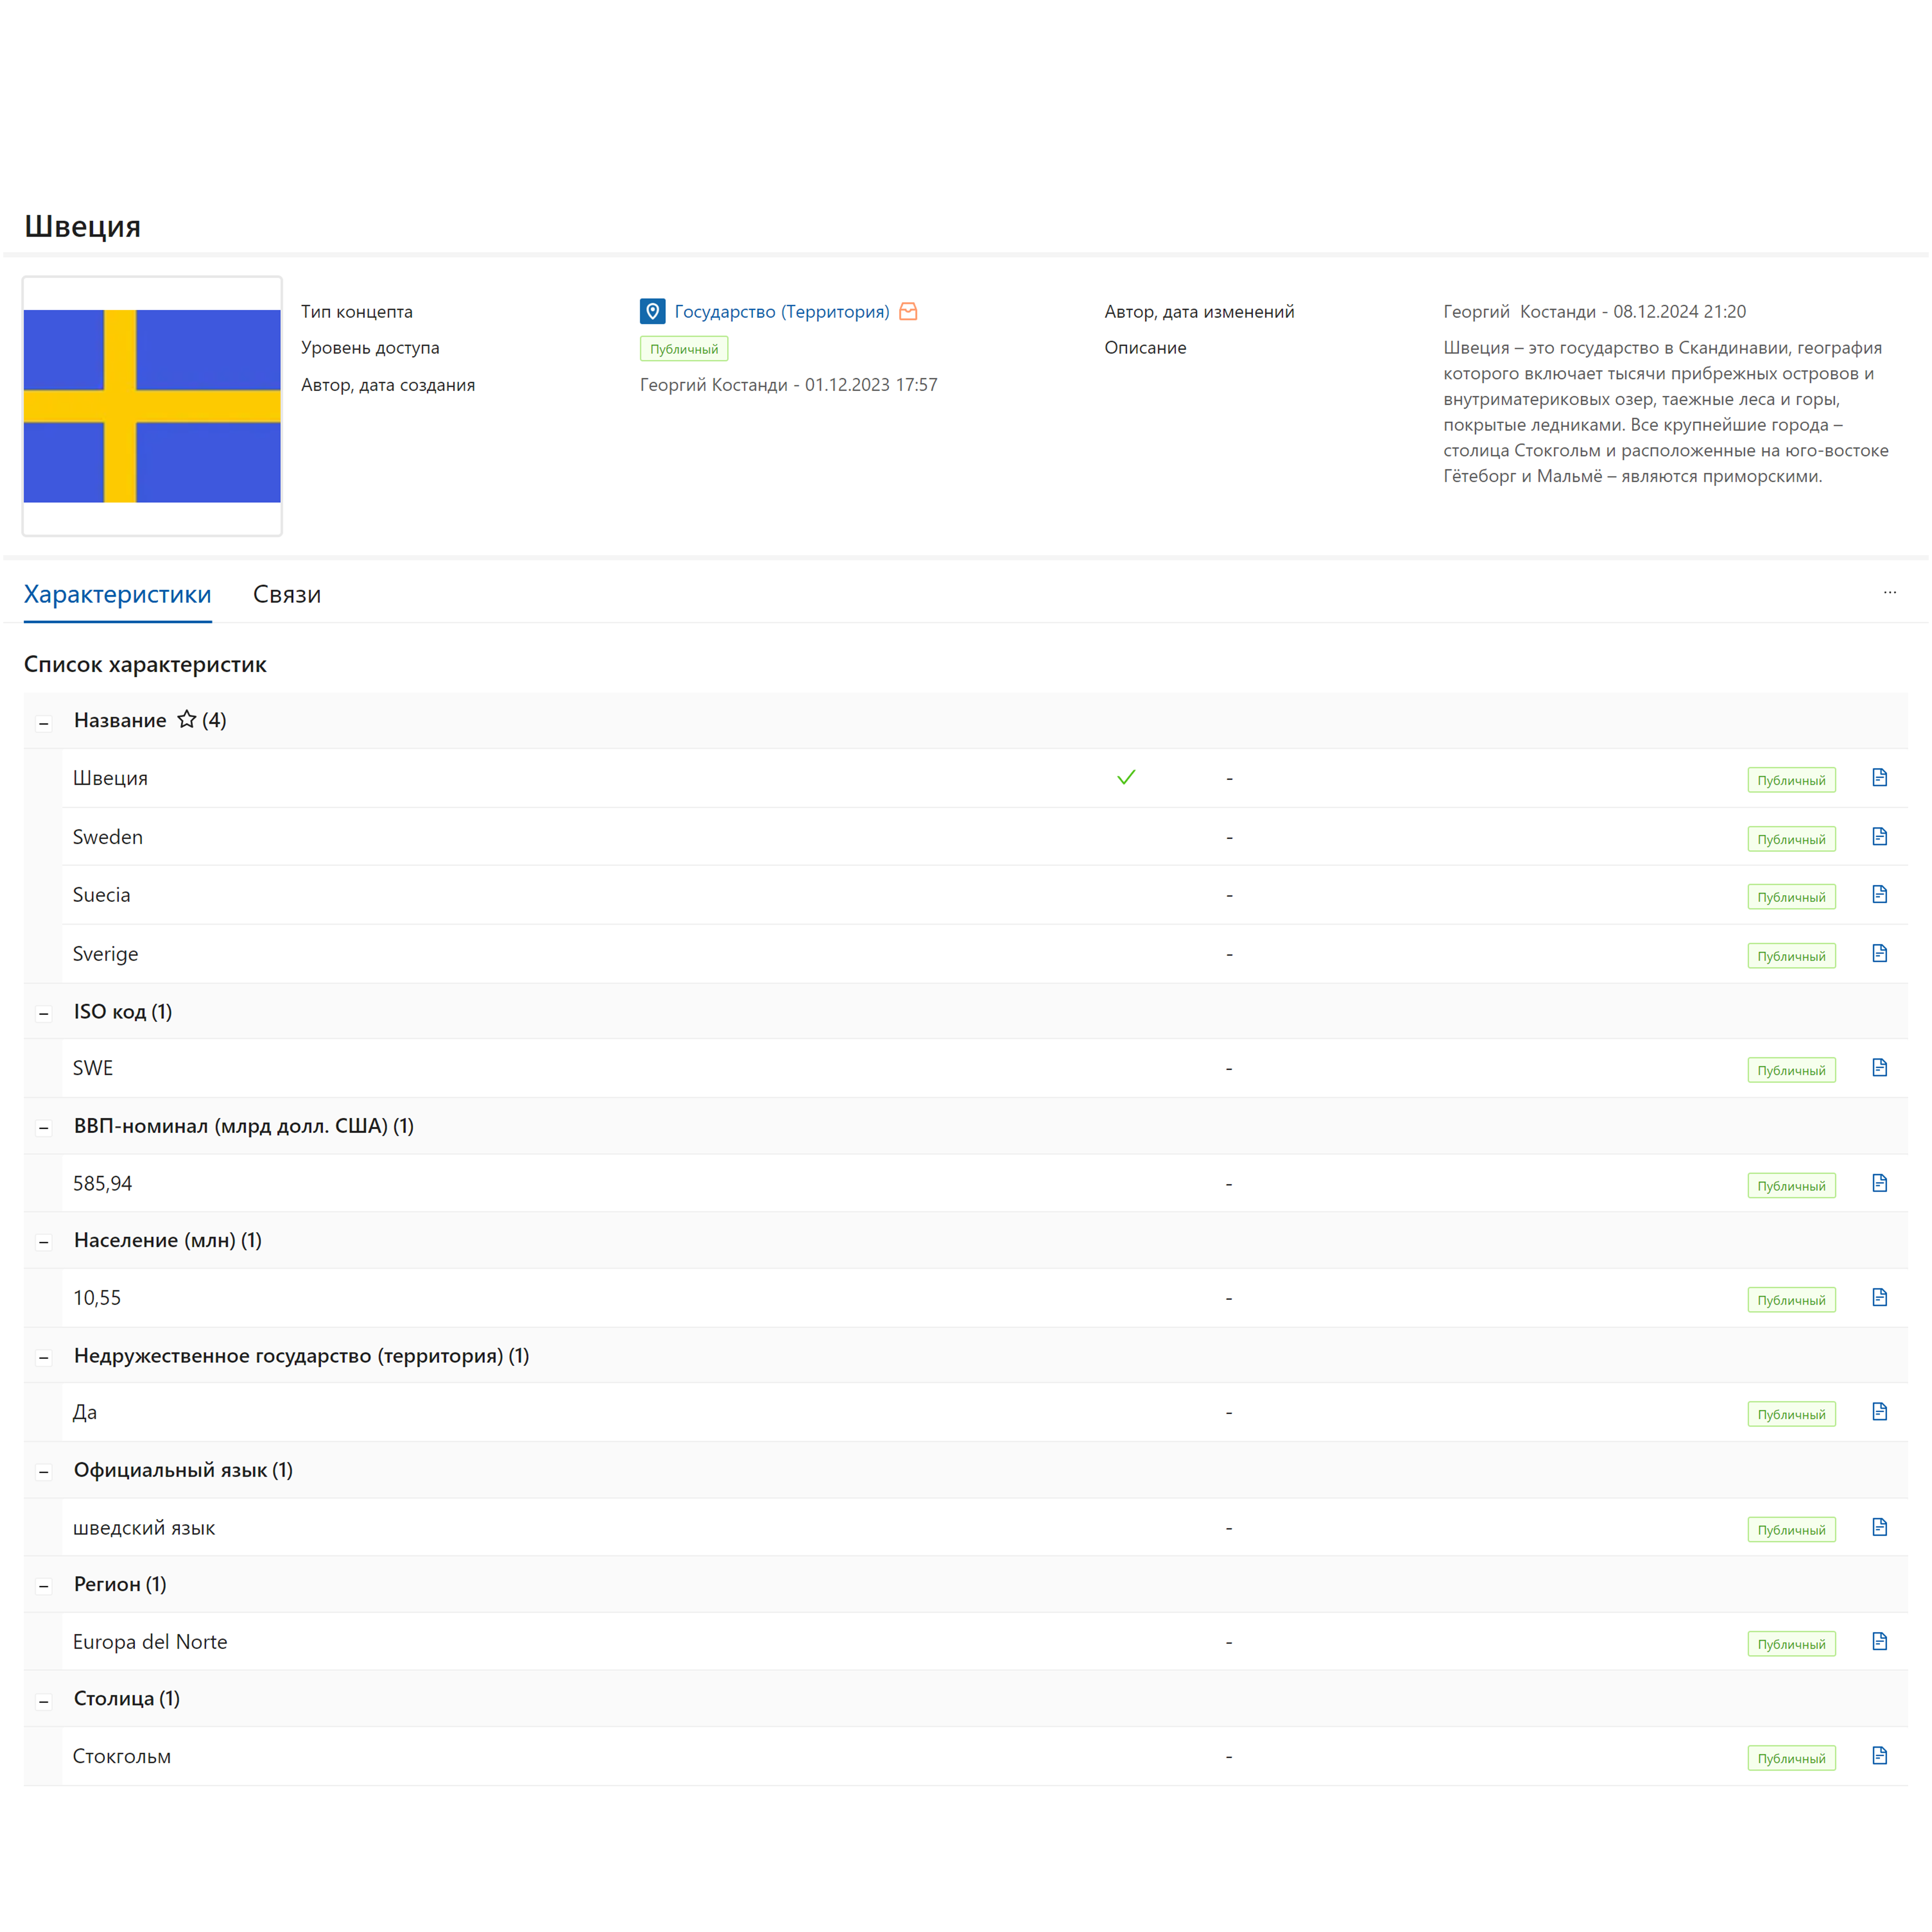 Швеция
Тип концепта
Государство (Территория)
Уровень доступа
Публичный
Автор, дата создания
Георгий Костанди - 01.12.2023 17:57
Автор, дата изменений
Георгий  Костанди - 08.12.2024 21:20
Описание
Швеция – это государство в Скандинавии, география
которого включает тысячи прибрежных островов и
внутриматериковых озер, таежные леса и горы,
покрытые ледниками. Все крупнейшие города –
столица Стокгольм и расположенные на юго-востоке
Гётеборг и Мальмё – являются приморскими.
Характеристики
Связи
...
Список характеристик
Название (4)
Швеция - Публичный
Sweden - Публичный
Suecia - Публичный
Sverige - Публичный
ISO код (1)
SWE - Публичный
ВВП-номинал (млрд долл. США) (1)
585,94 - Публичный
Население (млн) (1)
10,55 - Публичный
Недружественное государство (территория) (1)
Да - Публичный
Официальный язык (1)
шведский язык - Публичный
Регион (1)
Europa del Norte - Публичный
Столица (1)
Стокгольм - Публичный